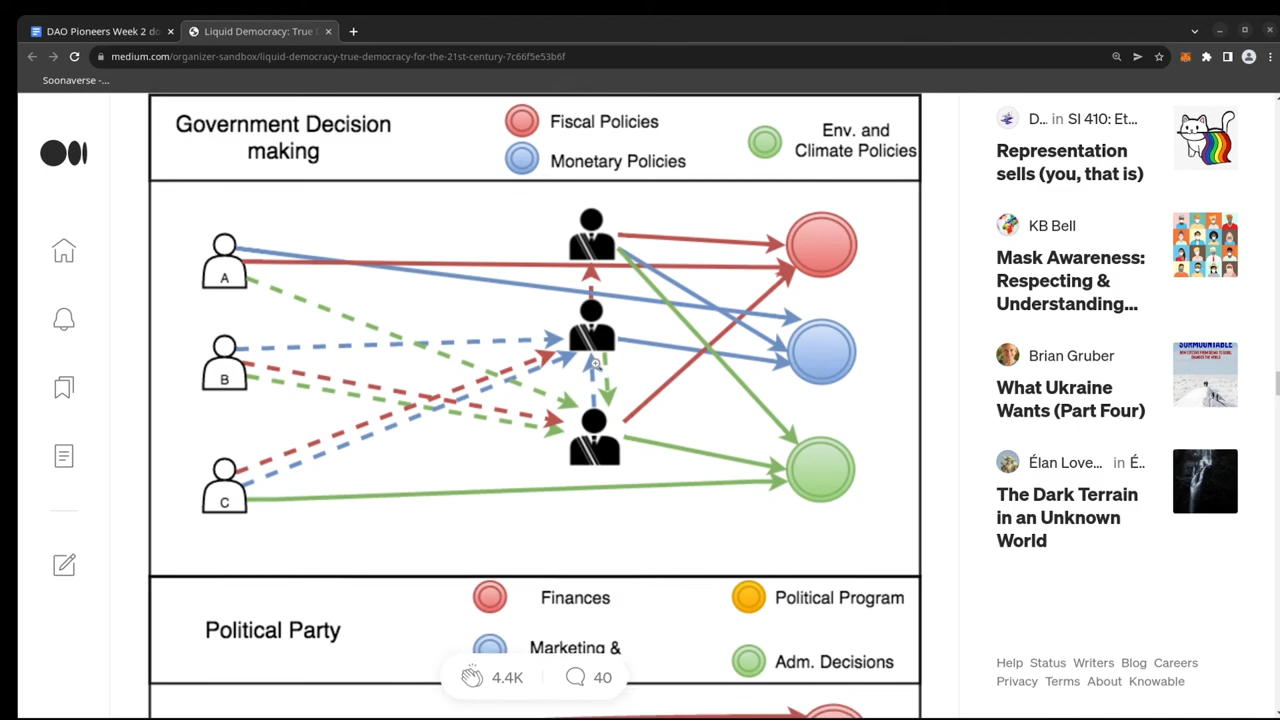 DAO Pioneers Week 2 do
Liquid Democracy: True D
medium.com/organizer-sandbox/liquid-democracy-true-democracy-for-the-21st-century-7c66f5e53b6f
Soonaverse -...
Government Decision
making
Fiscal Policies
Monetary Policies
Env. and
Climate Policies
A
B
C
Political Party
Finances
Marketing &
Political Program
Adm. Decisions
4.4K
40
D... in SI 410: Et...
Representation
sells (you, that is)
KB Bell
Mask Awareness:
Respecting &
Understanding...
Brian Gruber
What Ukraine
Wants (Part Four)
SURMOUNTABLE
Élan Love... in É..
The Dark Terrain
in an Unknown
World
Help Status Writers Blog Careers
Privacy Terms About Knowable